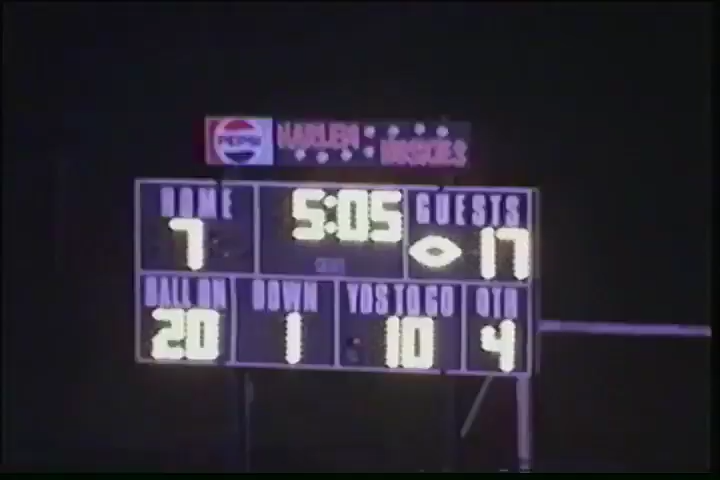 PEPSI HARLEM HUSKIES
HOME 5:05 GUESTS
7 17
BALL ON DOWN YDS TO GO QTR
20 1 10 4